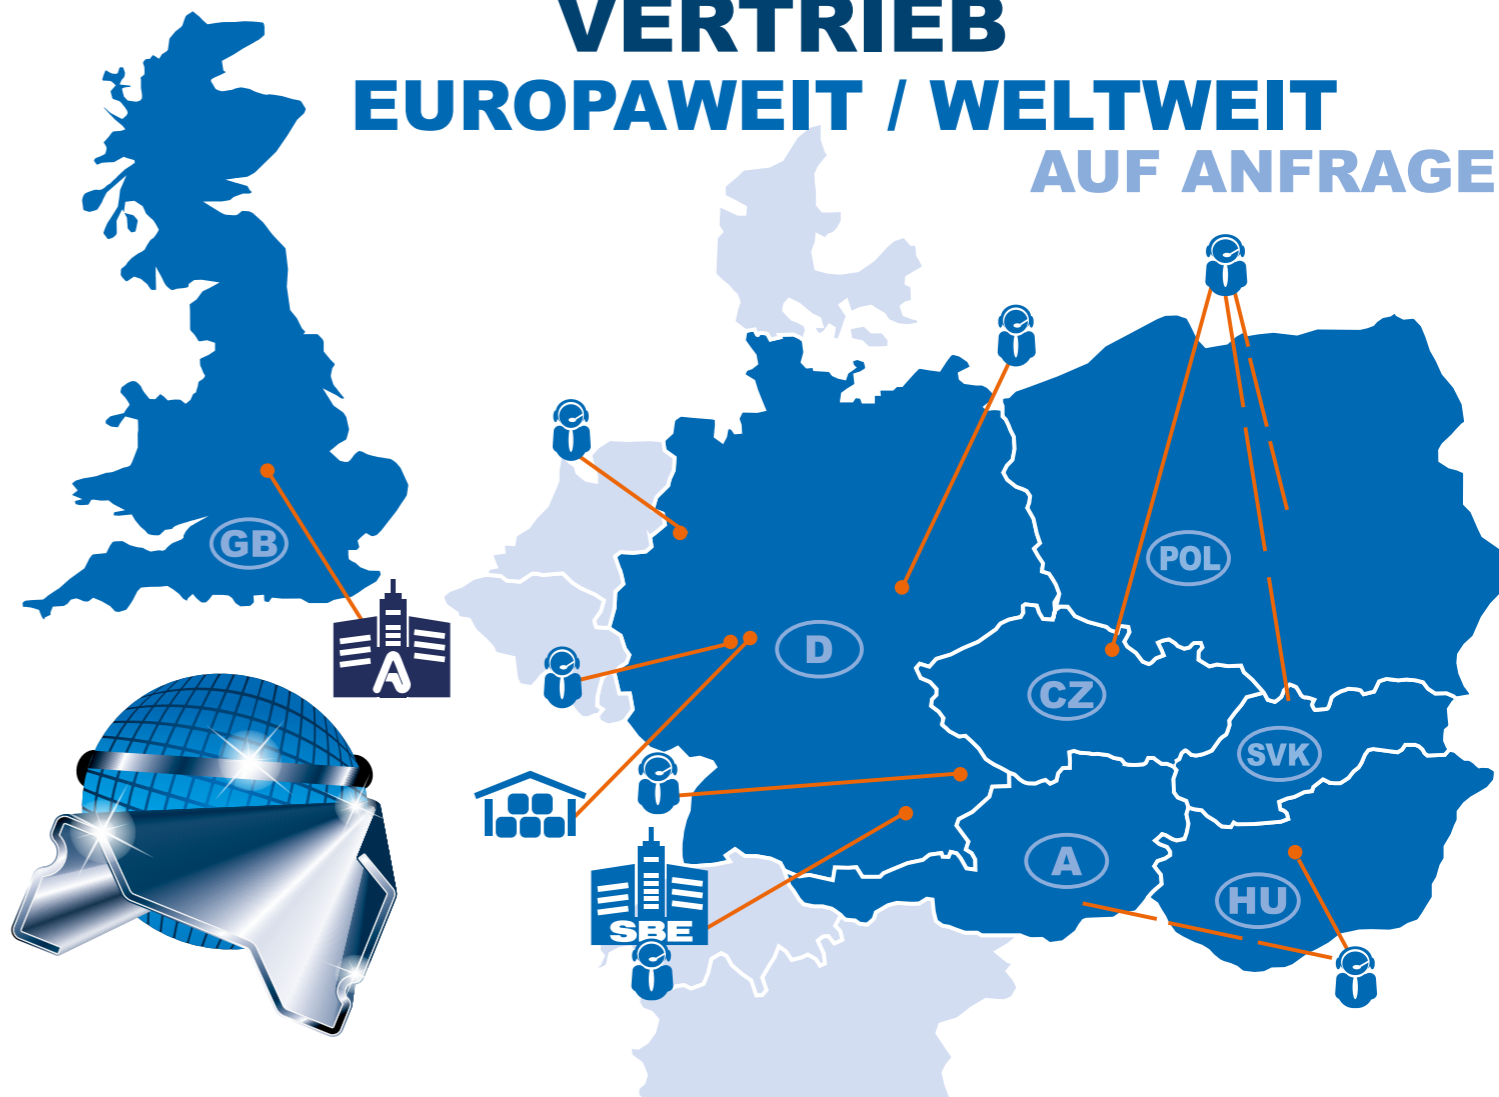 VERTRIEB
EUROPAWEIT / WELTWEIT
AUF ANFRAGE
GB
POL
A
D
CZ
SVK
A
HU
SBE